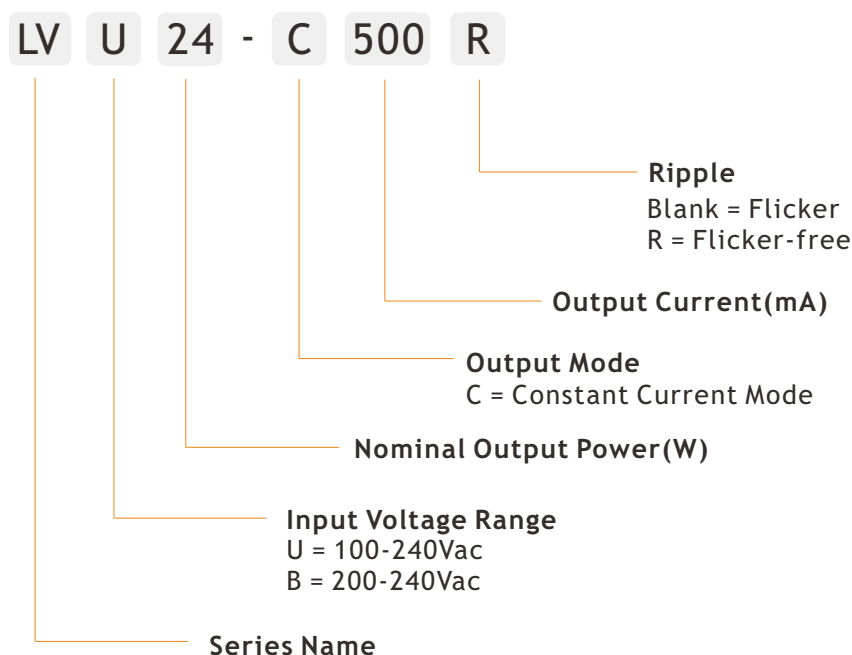 LV U 24 - C 500 R
Ripple
Blank = Flicker
R = Flicker-free
Output Current(mA)
Output Mode
C = Constant Current Mode
Nominal Output Power(W)
Input Voltage Range
U = 100-240Vac
B = 200-240Vac
Series Name